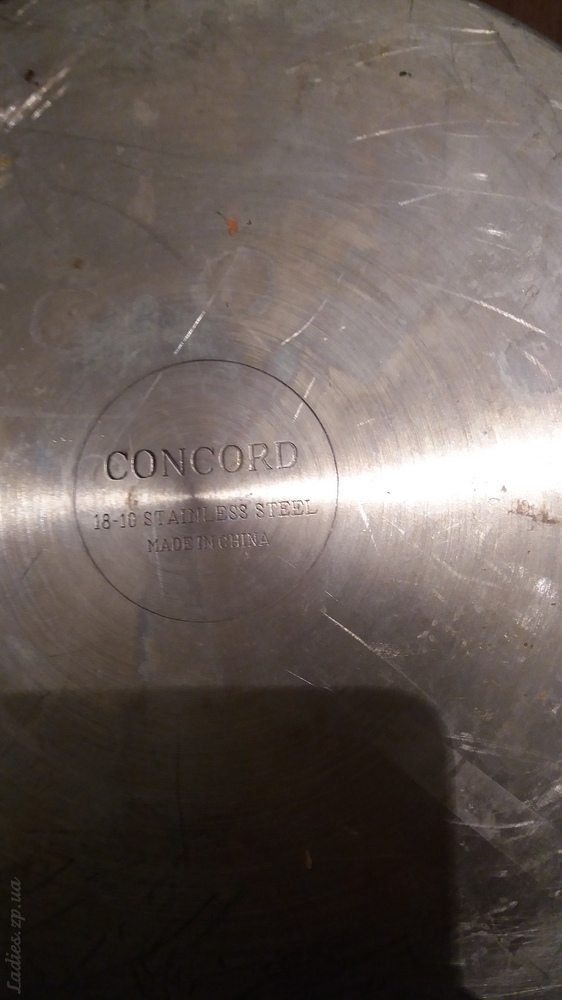 CONCORD
18-10 STAINLESS STEEL
MADE IN CHINA
Ladies.zp.ua